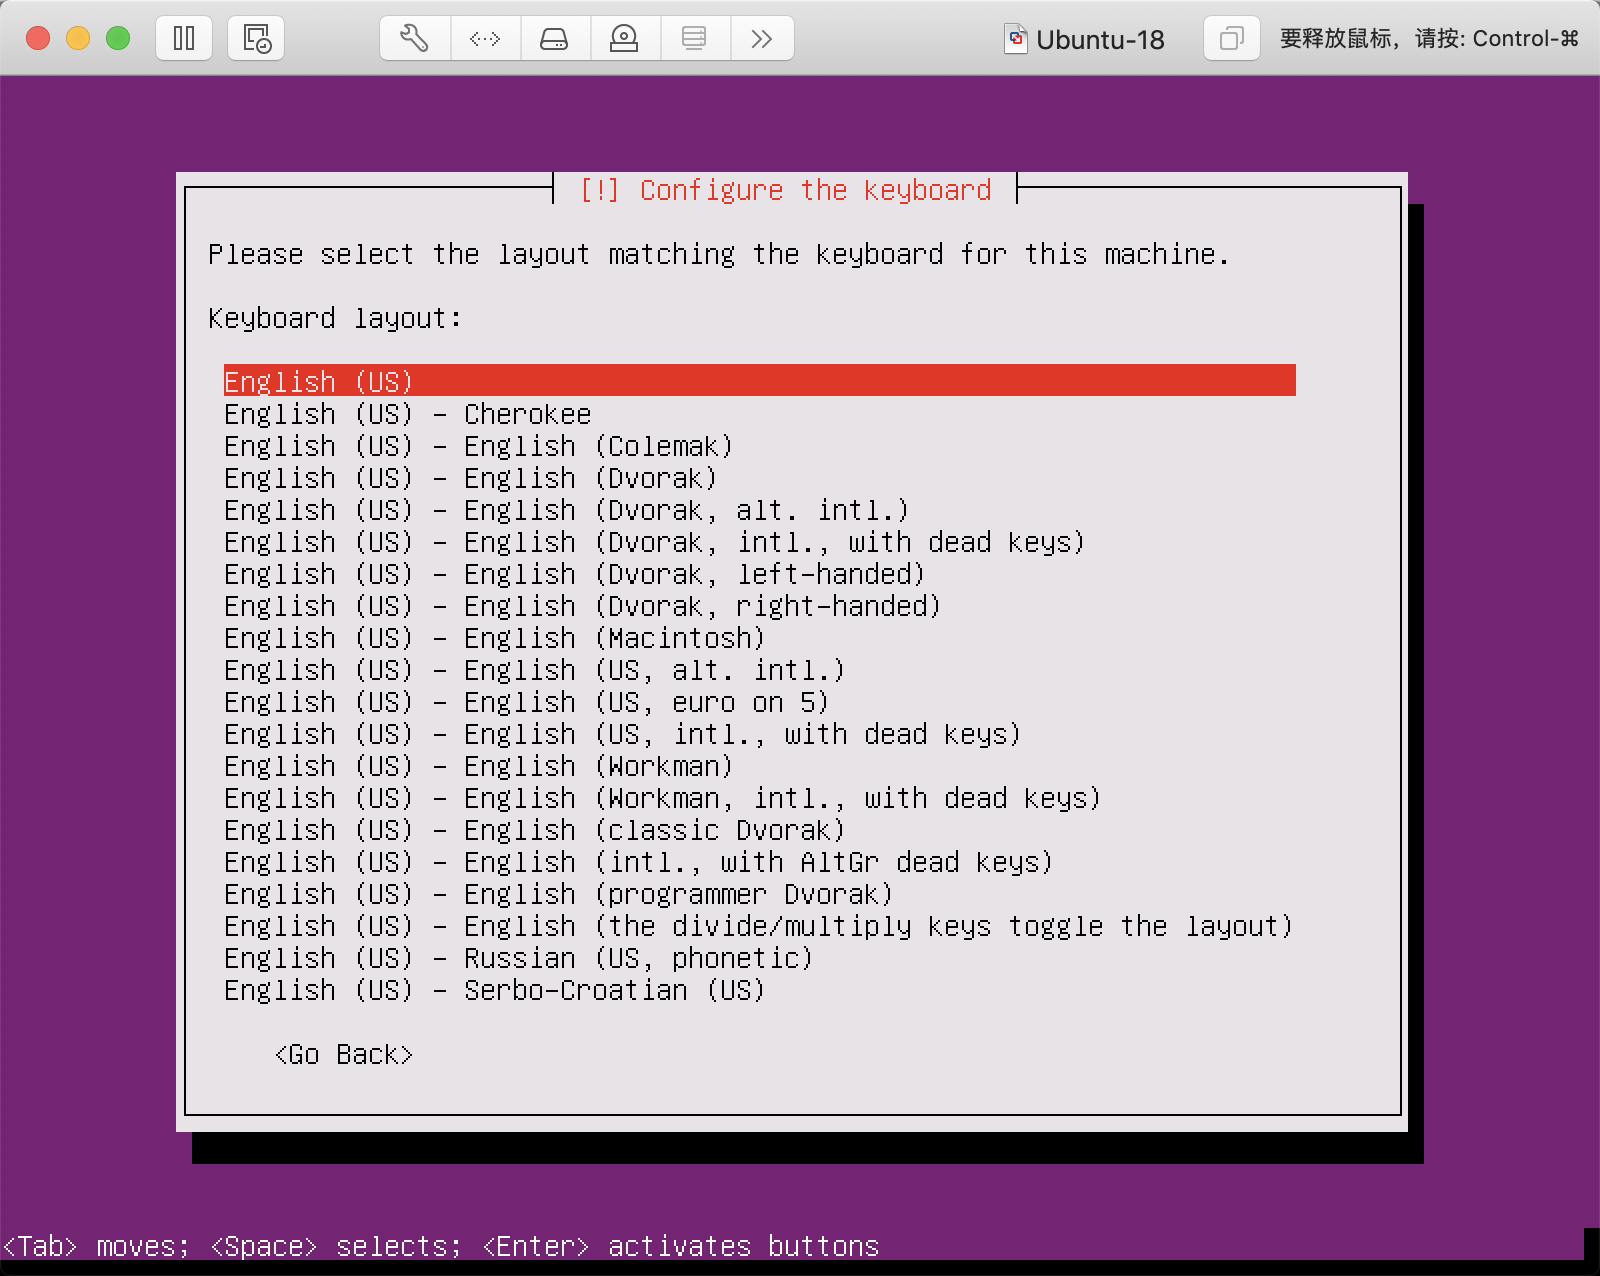 Ubuntu-18
要释放鼠标，请按: Control-⌘
[!] Configure the keyboard
Please select the layout matching the keyboard for this machine.
Keyboard layout:
English (US)
English (US) - Cherokee
English (US) - English (Colemak)
English (US) - English (Dvorak)
English (US) - English (Dvorak, alt. intl.)
English (US) - English (Dvorak, intl., with dead keys)
English (US) - English (Dvorak, left-handed)
English (US) - English (Dvorak, right-handed)
English (US) - English (Macintosh)
English (US) - English (US, alt. intl.)
English (US) - English (US, euro on 5)
English (US) - English (US, intl., with dead keys)
English (US) - English (Workman)
English (US) - English (Workman, intl., with dead keys)
English (US) - English (classic Dvorak)
English (US) - English (intl., with AltGr dead keys)
English (US) - English (programmer Dvorak)
English (US) - English (the divide/multiply keys toggle the layout)
English (US) - Russian (US, phonetic)
English (US) - Serbo-Croatian (US)
<Go Back>
<Tab> moves; <Space> selects; <Enter> activates buttons